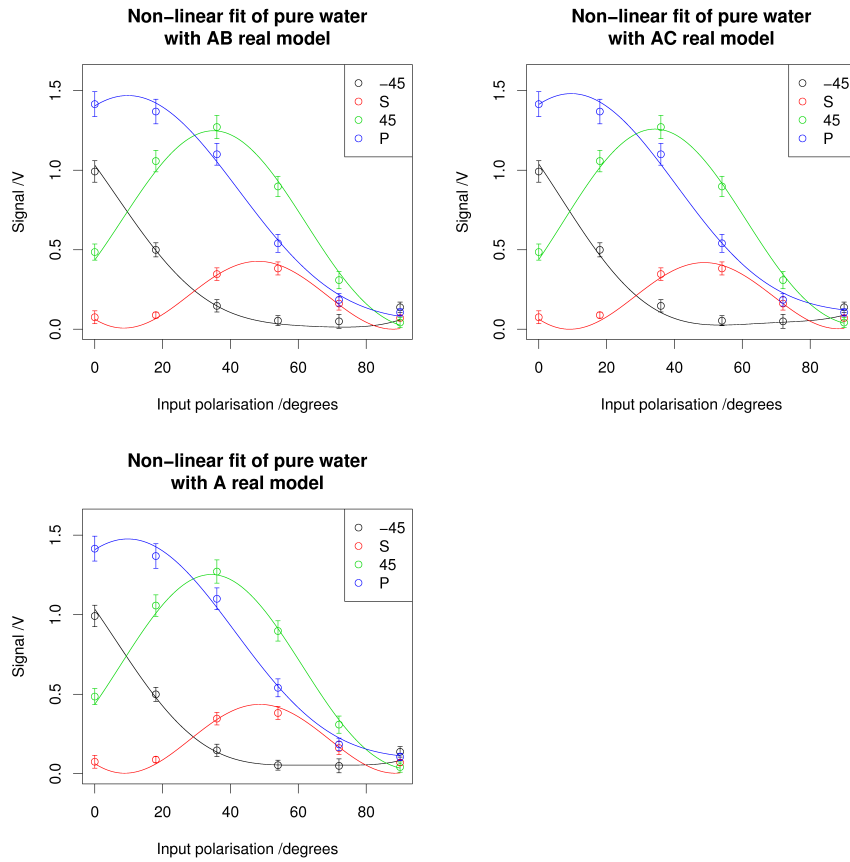 Non−linear fit of pure water
with AB real model
Signal /V
0.0
0.5
1.0
1.5
−45
S
45
P
0 20 40 60 80
Input polarisation /degrees
Non−linear fit of pure water
with AC real model
Signal /V
0.0
0.5
1.0
1.5
−45
S
45
P
0 20 40 60 80
Input polarisation /degrees
Non−linear fit of pure water
with A real model
Signal /V
0.0
0.5
1.0
1.5
−45
S
45
P
0 20 40 60 80
Input polarisation /degrees